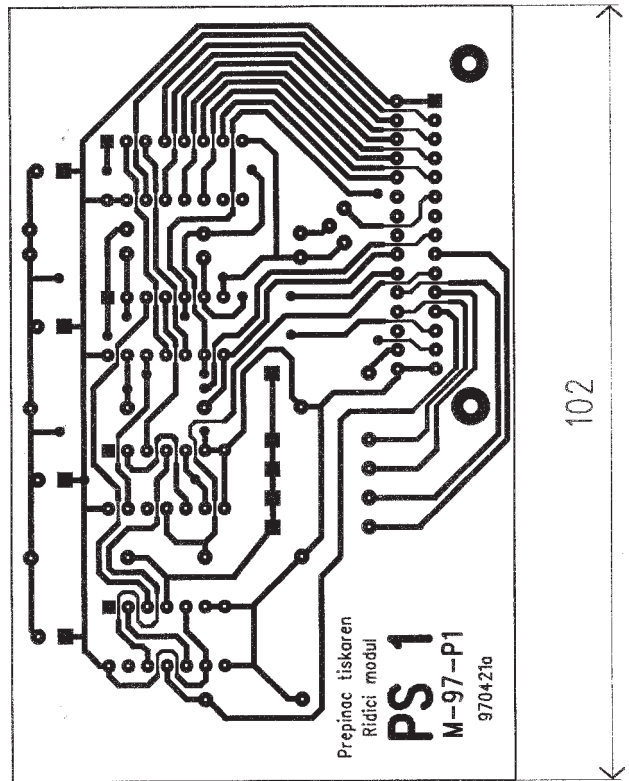 Prepinac tiskaren
Ridici modul
PS 1
M-97-P1
970421a
102